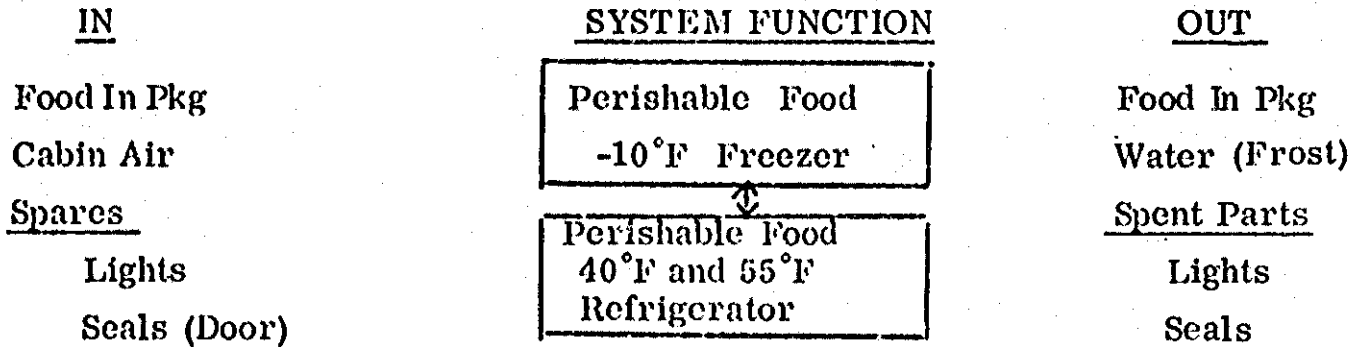 IN SYSTEM FUNCTION OUT
Food In Pkg Perishable Food Food In Pkg
Cabin Air -10°F Freezer Water (Frost)
Spares Perishable Food Spent Parts
Lights 40°F and 55°F Lights
Seals (Door) Refrigerator Seals